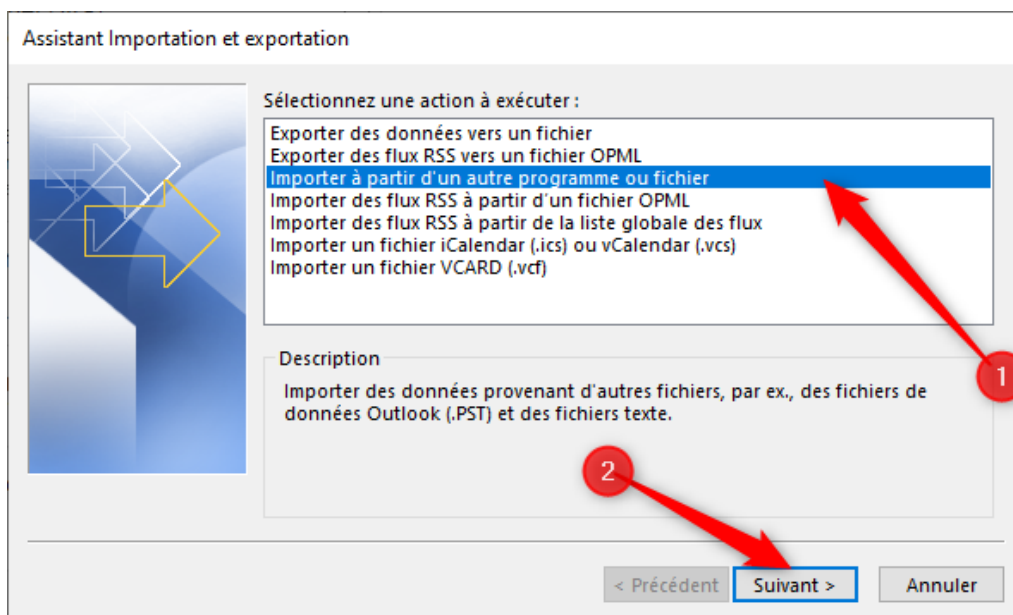 Assistant Importation et exportation
Sélectionnez une action à exécuter :
Exporter des données vers un fichier
Exporter des flux RSS vers un fichier OPML
Importer à partir d'un autre programme ou fichier
Importer des flux RSS à partir d'un fichier OPML
Importer des flux RSS à partir de la liste globale des flux
Importer un fichier iCalendar (.ics) ou vCalendar (.vcs)
Importer un fichier VCARD (.vcf)
1
Description
Importer des données provenant d'autres fichiers, par ex., des fichiers de
données Outlook (.PST) et des fichiers texte.
2
< Précédent Suivant > Annuler